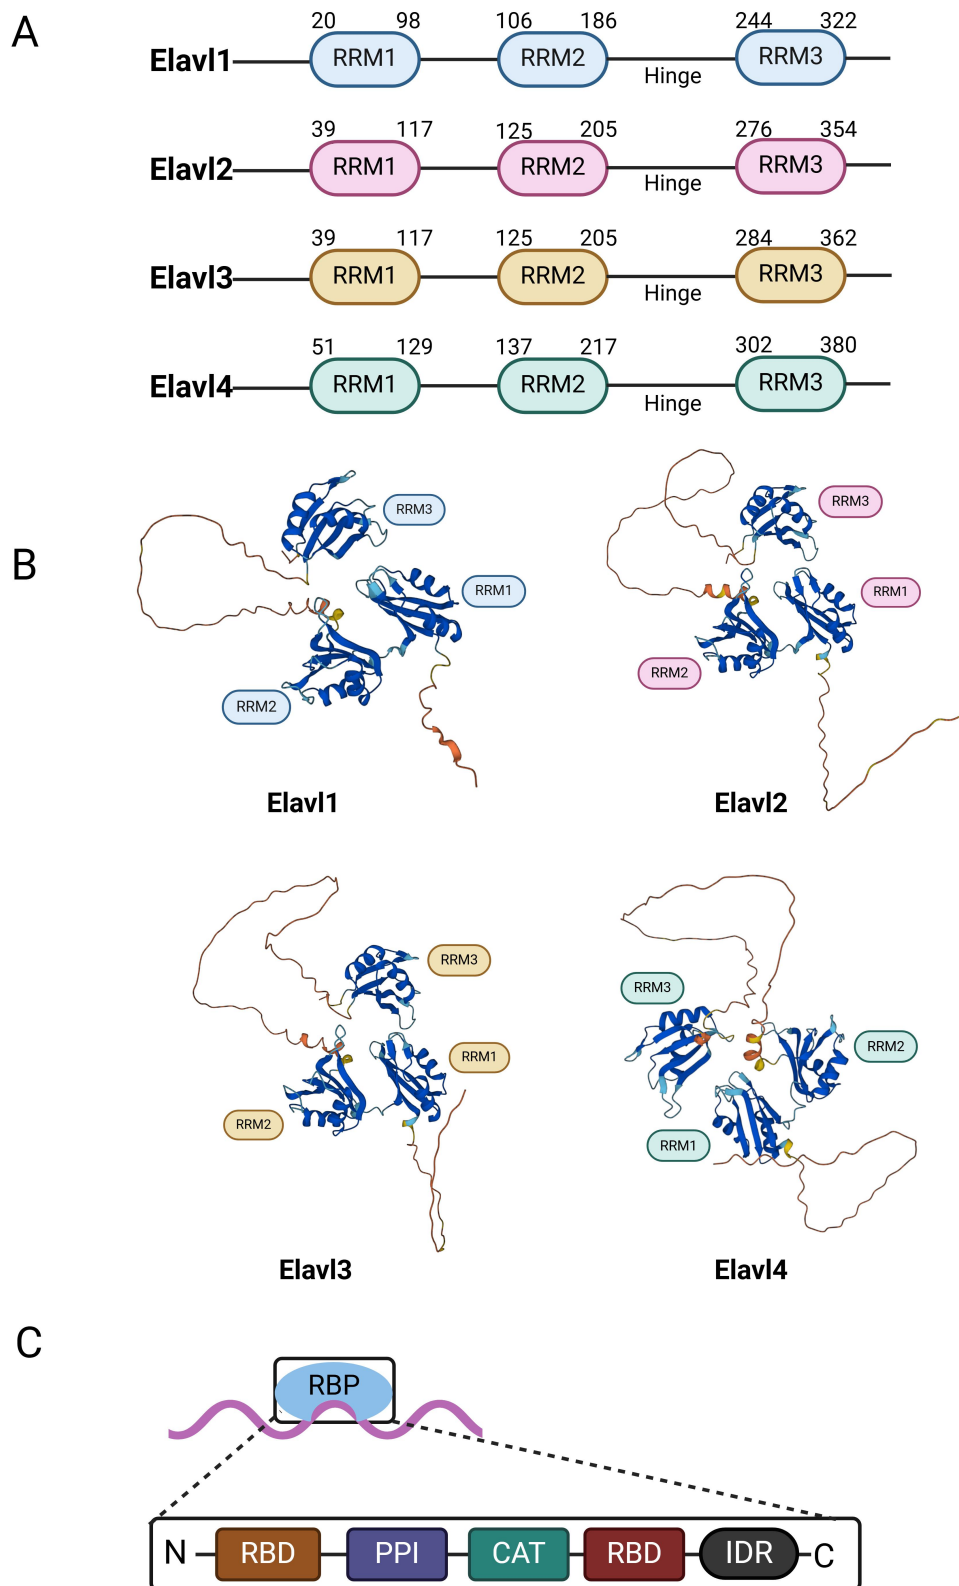 A
20 98 106 186 244 322
Elavl1 RRM1 RRM2 Hinge RRM3
39 117 125 205 276 354
Elavl2 RRM1 RRM2 Hinge RRM3
39 117 125 205 284 362
Elavl3 RRM1 RRM2 Hinge RRM3
51 129 137 217 302 380
Elavl4 RRM1 RRM2 Hinge RRM3
B
RRM3
RRM1
RRM2
Elavl1
RRM3
RRM1
RRM2
Elavl2
RRM3
RRM1
RRM2
Elavl3
RRM3
RRM2
RRM1
Elavl4
C
RBP
N RBD PPI CAT RBD IDR C